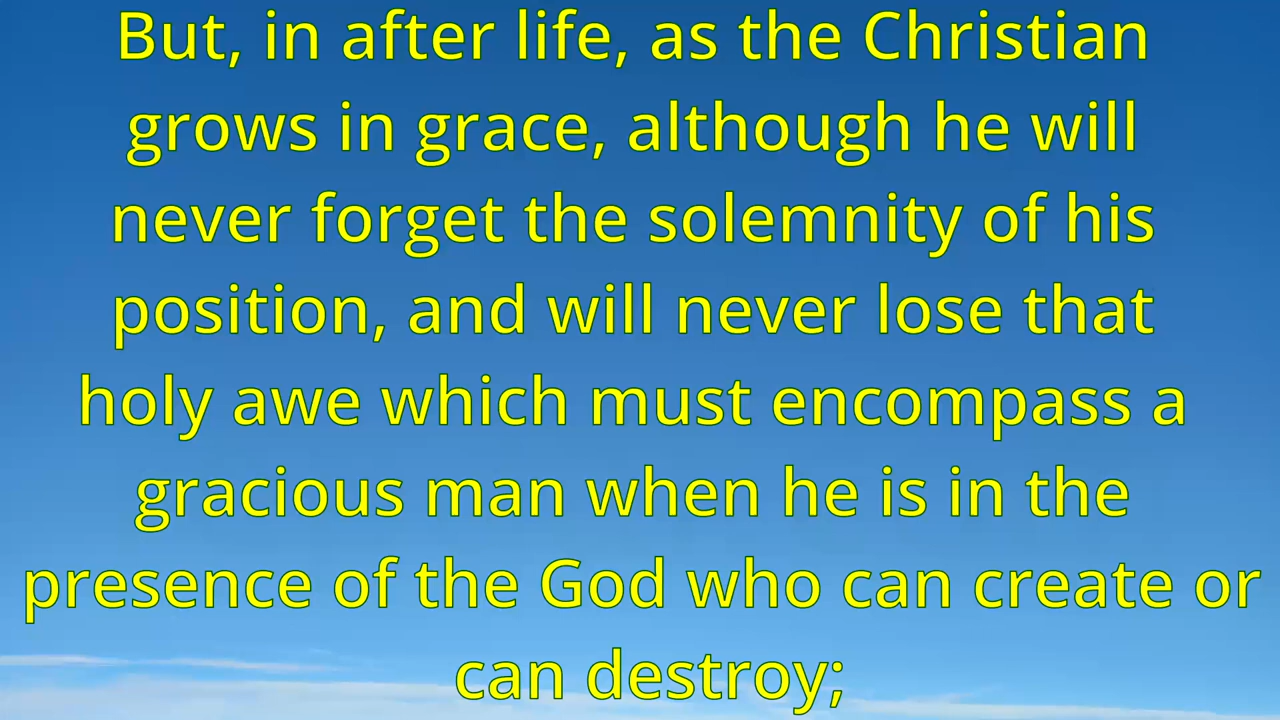 But, in after life, as the Christian
grows in grace, although he will
never forget the solemnity of his
position, and will never lose that
holy awe which must encompass a
gracious man when he is in the
presence of the God who can create or
can destroy;